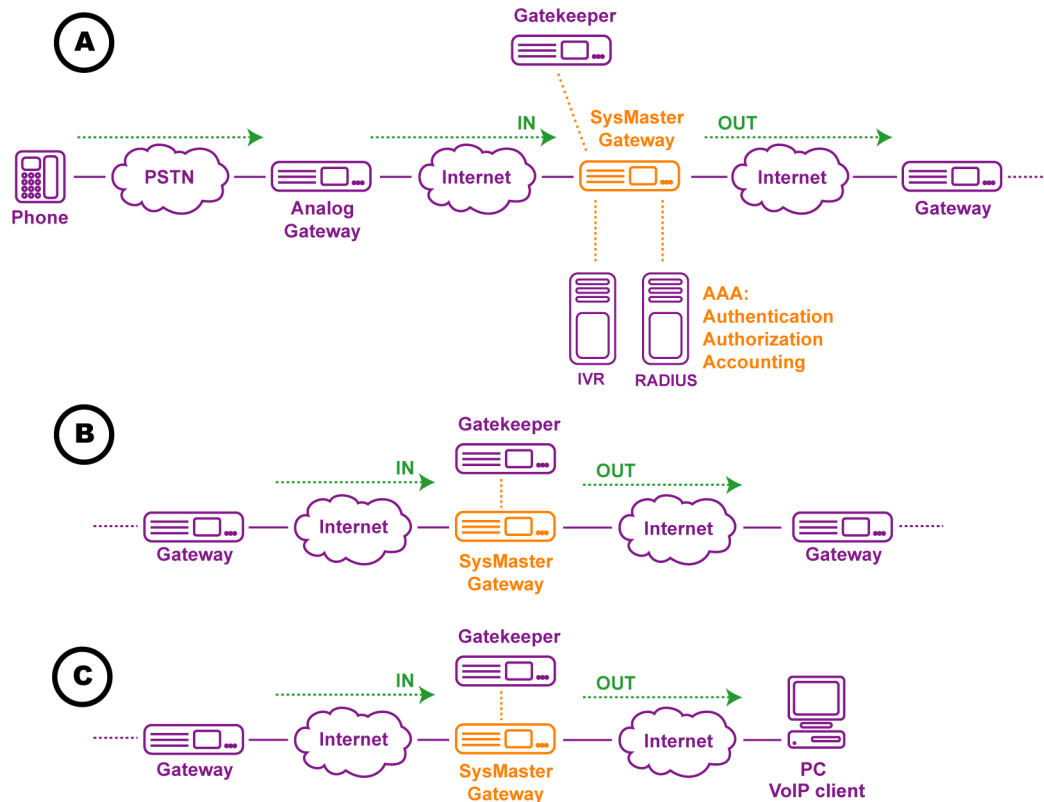 A
Gatekeeper
IN
SysMaster
Gateway
OUT
Phone
PSTN
Analog
Gateway
Internet
Internet
Gateway
IVR
RADIUS
AAA:
Authentication
Authorization
Accounting
B
Gatekeeper
IN
OUT
Gateway
Internet
SysMaster
Gateway
Internet
Gateway
C
Gatekeeper
IN
OUT
Gateway
Internet
SysMaster
Gateway
Internet
PC
VoIP client